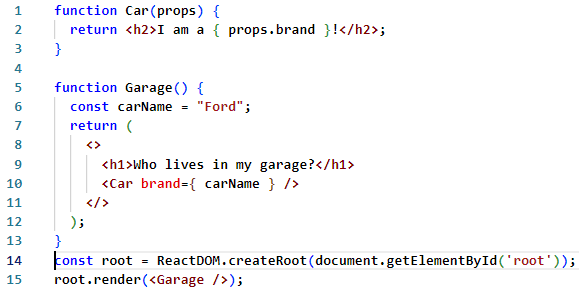 1 function Car(props) {
2   return <h2>I am a { props.brand }!</h2>;
3 }
4
5 function Garage() {
6   const carName = "Ford";
7   return (
8     <>
9       <h1>Who lives in my garage?</h1>
10       <Car brand={ carName } />
11     </>
12   );
13 }
14 const root = ReactDOM.createRoot(document.getElementById('root'));
15 root.render(<Garage />);